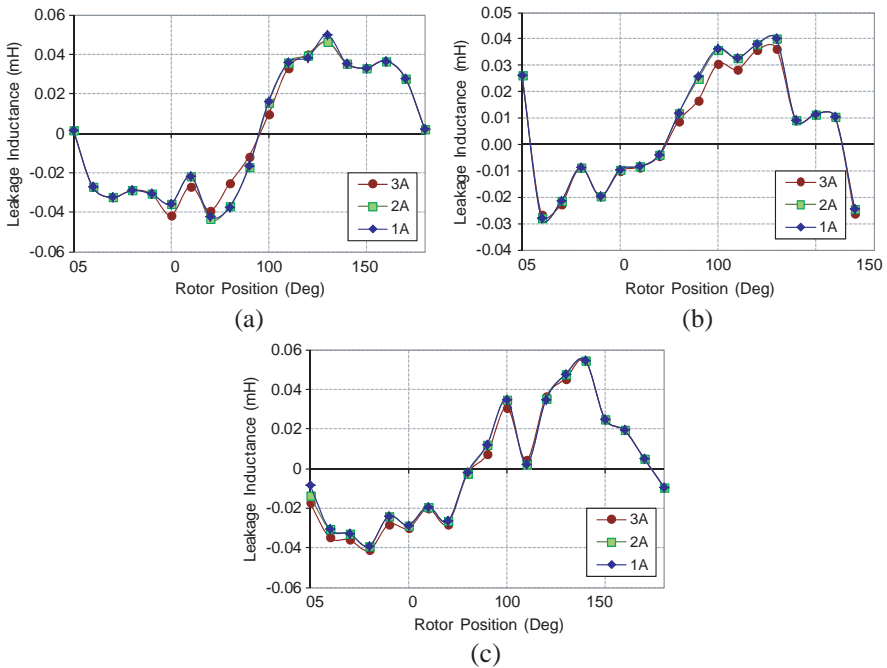 0.06
0.04
0.02
0
-0.02
-0.04
-0.06
Leakage Inductance (mH)
3A
2A
1A
05 0 100 150
Rotor Position (Deg)
(a)
0.05
0.04
0.03
0.02
0.01
0.00
-0.01
-0.02
-0.03
-0.04
Leakage Inductance (mH)
3A
2A
1A
05 0 100 150
Rotor Position (Deg)
(b)
0.06
0.04
0.02
0
-0.02
-0.04
-0.06
Leakage Inductance (mH)
3A
2A
1A
05 0 100 150
Rotor Position (Deg)
(c)